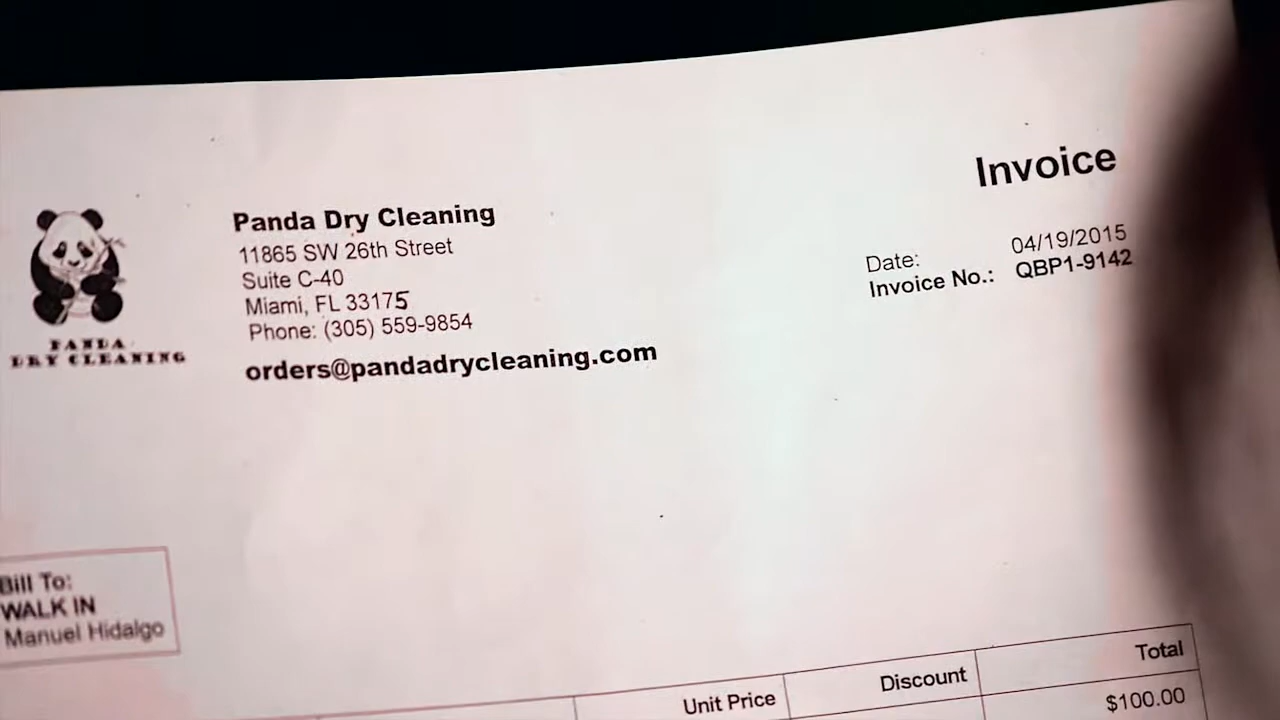 Invoice
Panda Dry Cleaning
11865 SW 26th Street
Suite C-40
Miami, FL 33175
Phone: (305) 559-9854
orders@pandadrycleaning.com
Date: 04/19/2015
Invoice No.: QBP1-9142
PANDA
DRY CLEANING
Bill To:
WALK IN
Manuel Hidalgo
Unit Price Discount Total
$100.00